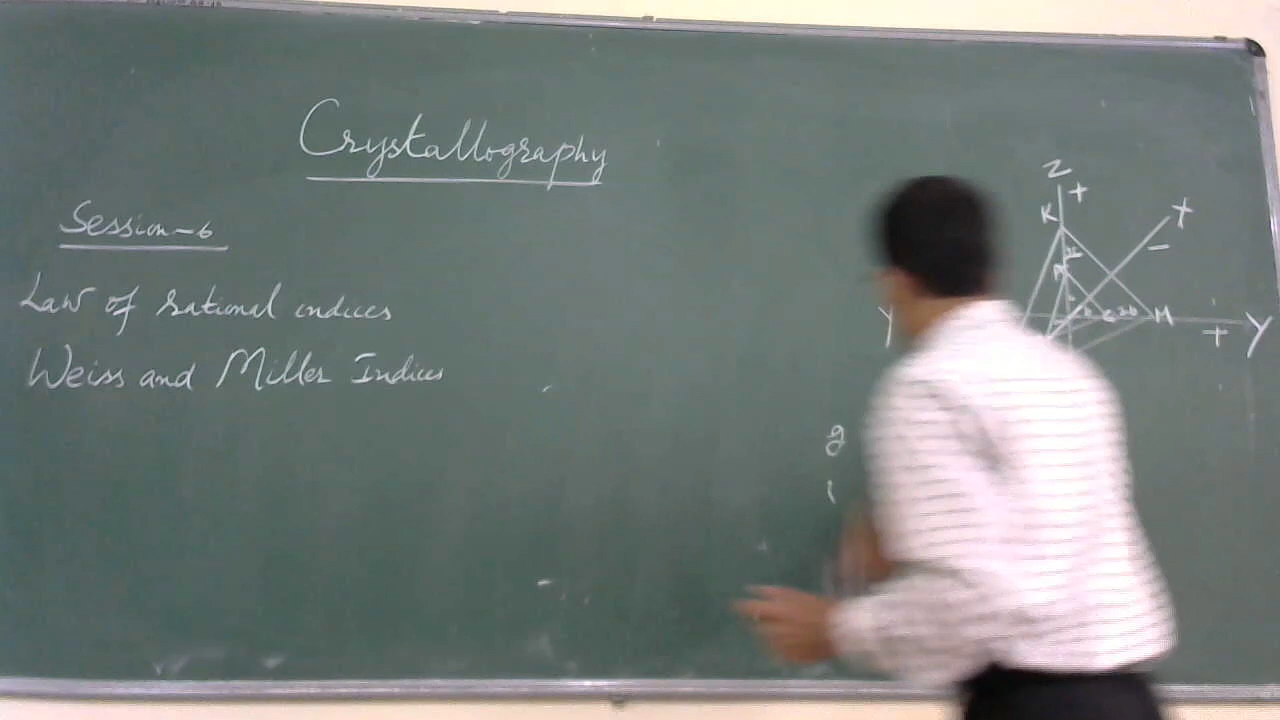 Crystallography
Session-6
Law of rational indices
Weiss and Miller Indices
Z
+
K
+
-
Y
M
+
Y